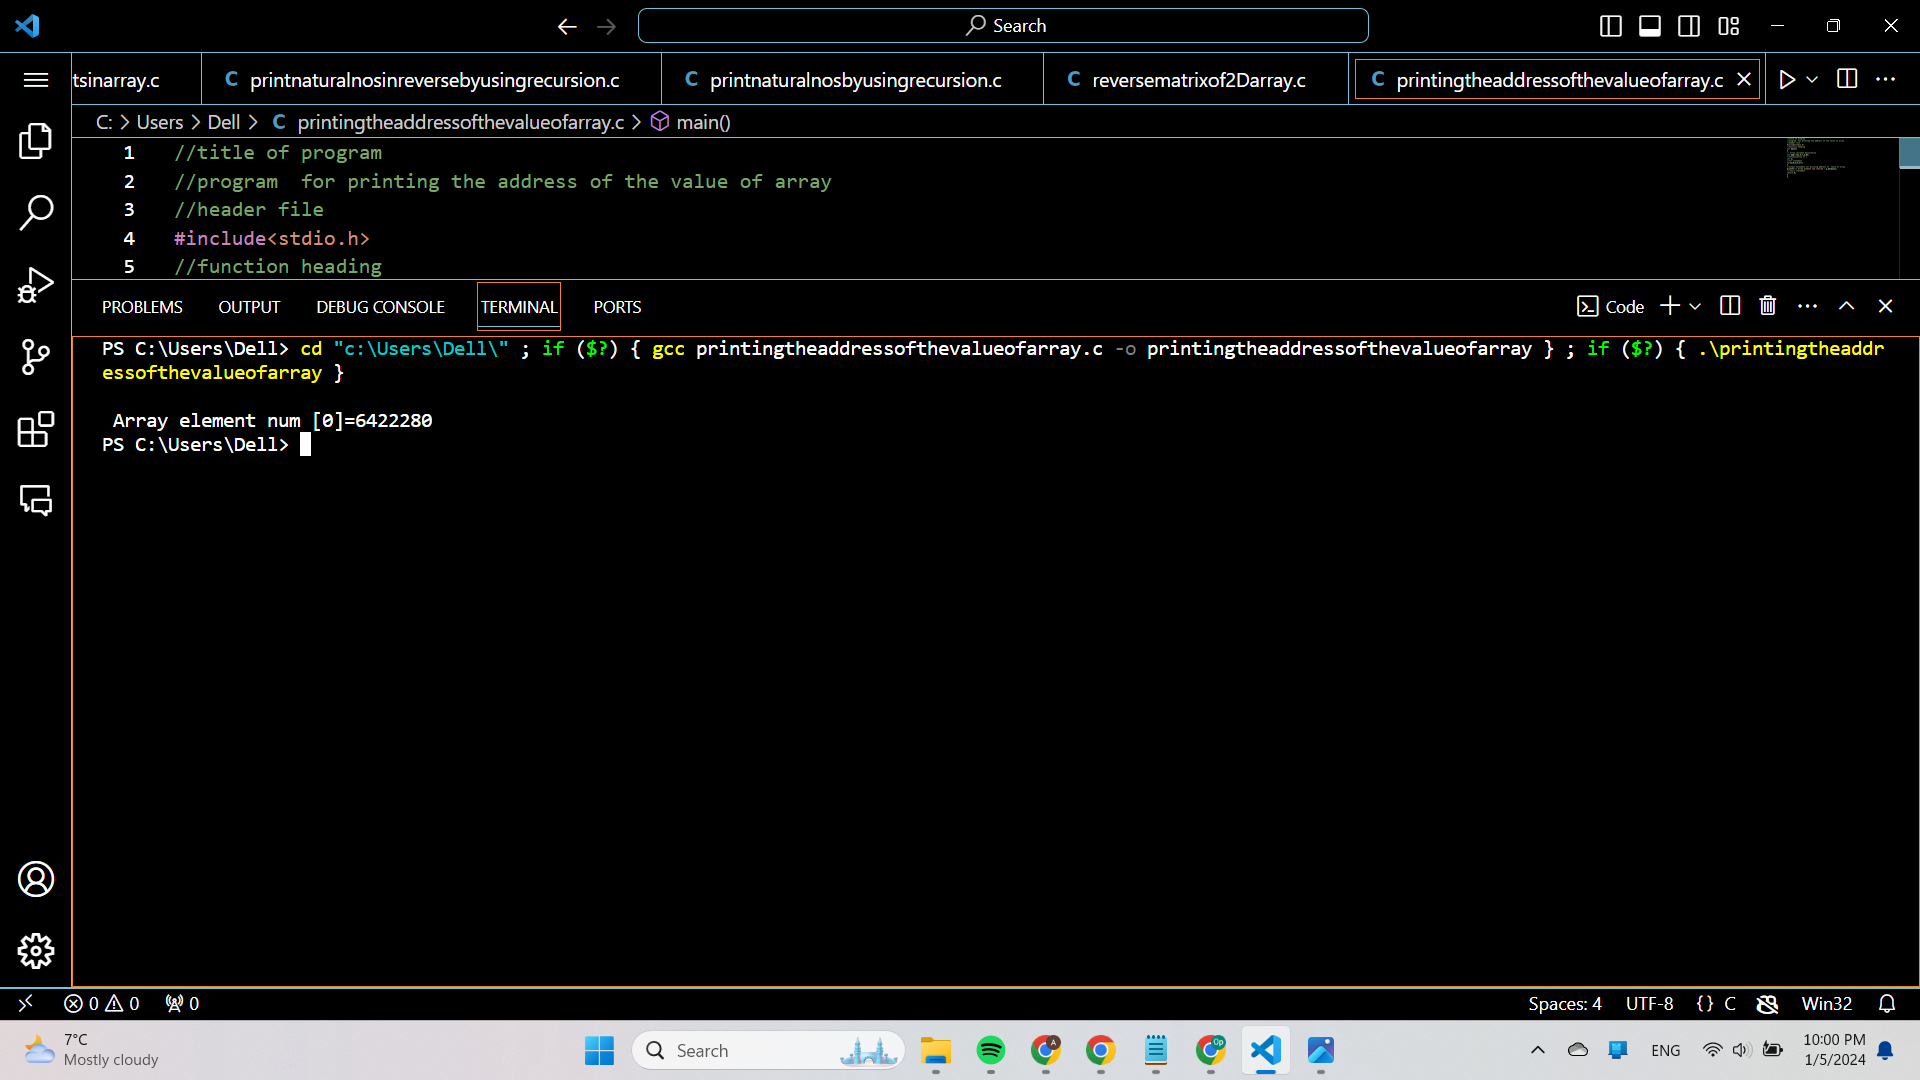 Search
tsinarray.c
C printnaturalnosinreversebyusingrecursion.c
C printnaturalnosbyusingrecursion.c
C reversematrixof2Darray.c
C printingtheaddressofthevalueofarray.c
C: > Users > Dell > C printingtheaddressofthevalueofarray.c > main()
1 //title of program
2 //program  for printing the address of the value of array
3 //header file
4 #include<stdio.h>
5 //function heading
PROBLEMS OUTPUT DEBUG CONSOLE TERMINAL PORTS
Code
PS C:\Users\Dell> cd "c:\Users\Dell\" ; if ($?) { gcc printingtheaddressofthevalueofarray.c -o printingtheaddressofthevalueofarray } ; if ($?) { .\printingtheaddr
essofthevalueofarray }
Array element num [0]=6422280
PS C:\Users\Dell>
0 0 0
Spaces: 4 UTF-8 {} C Win32
7°C
Mostly cloudy
Search
A
Op
ENG
10:00 PM
1/5/2024